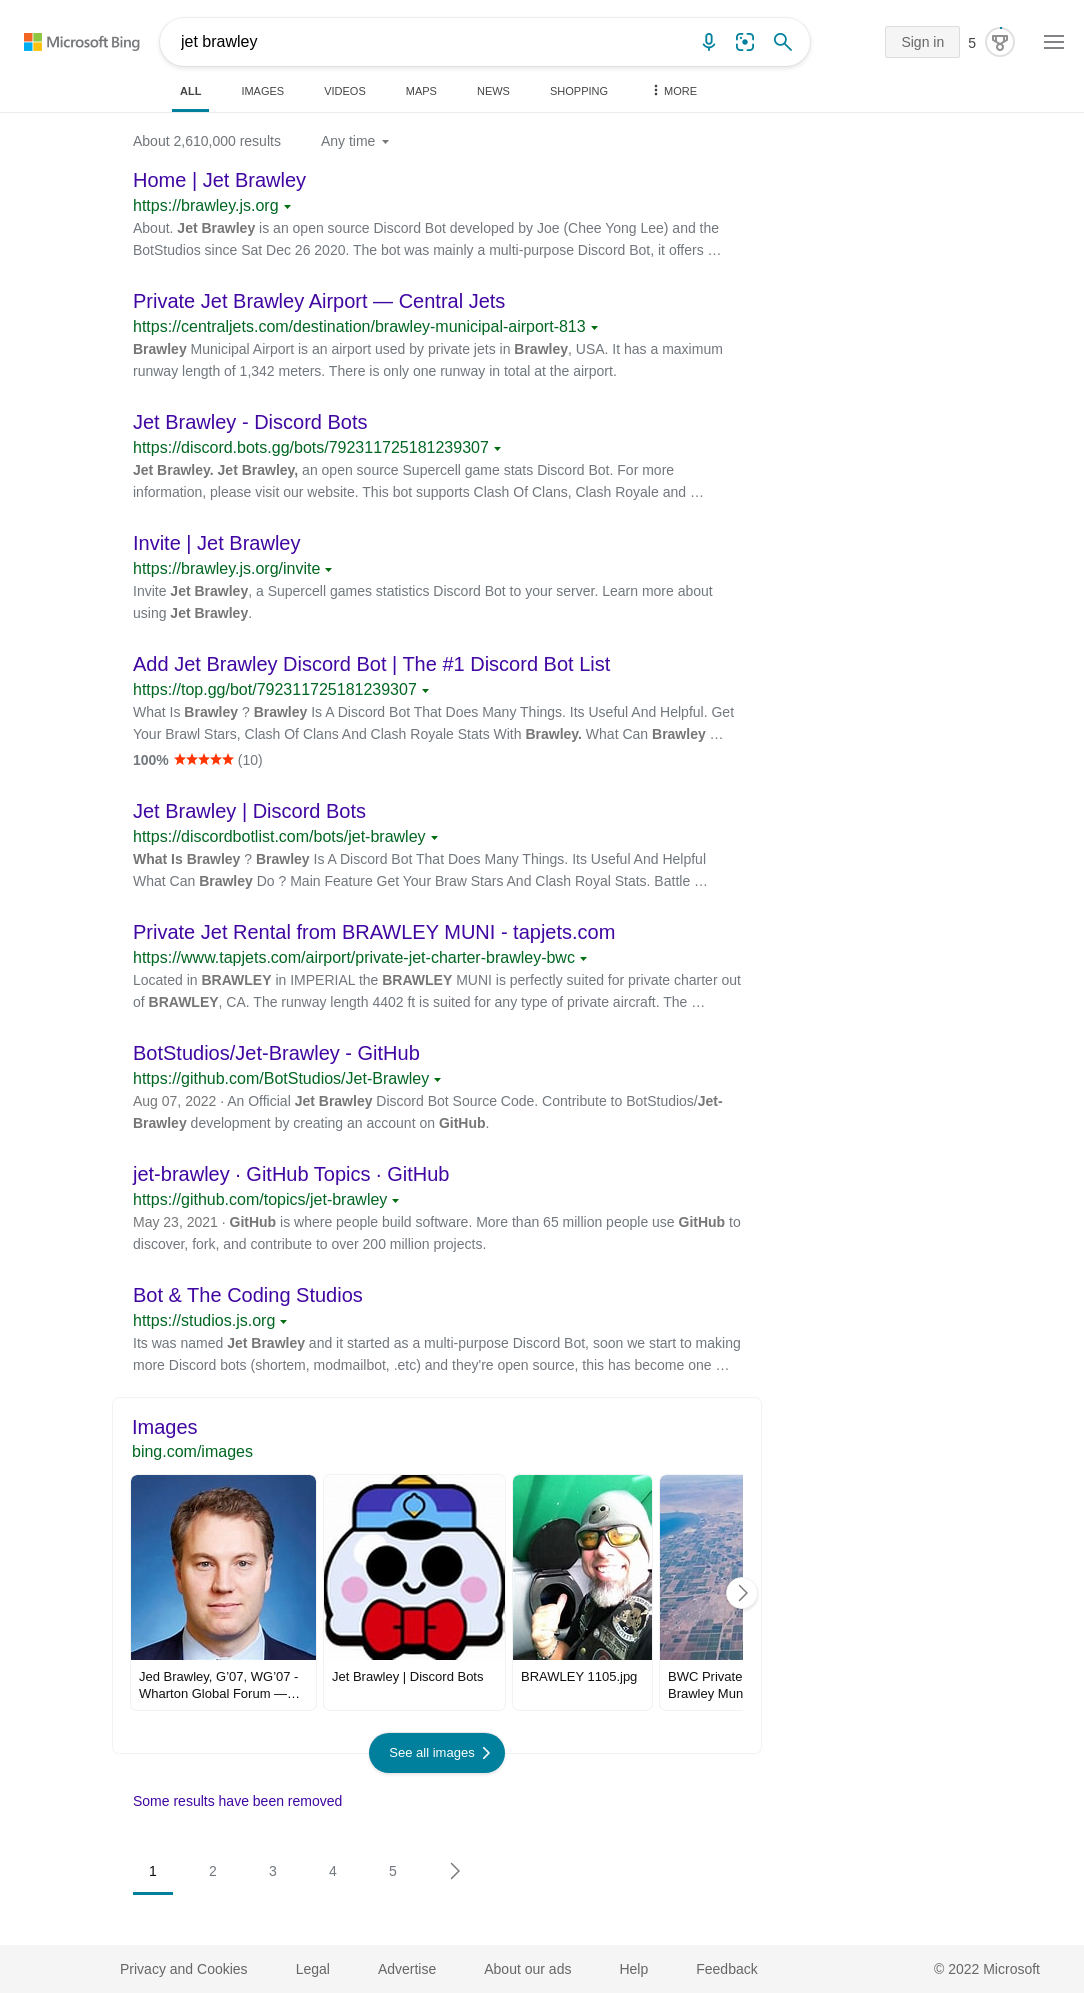 Microsoft Bing
jet brawley
Sign in
5
ALL
IMAGES
VIDEOS
MAPS
NEWS
SHOPPING
MORE
About 2,610,000 results
Any time
Home | Jet Brawley
https://brawley.js.org
About. Jet Brawley is an open source Discord Bot developed by Joe (Chee Yong Lee) and the
BotStudios since Sat Dec 26 2020. The bot was mainly a multi-purpose Discord Bot, it offers …
Private Jet Brawley Airport — Central Jets
https://centraljets.com/destination/brawley-municipal-airport-813
Brawley Municipal Airport is an airport used by private jets in Brawley, USA. It has a maximum
runway length of 1,342 meters. There is only one runway in total at the airport.
Jet Brawley - Discord Bots
https://discord.bots.gg/bots/792311725181239307
Jet Brawley. Jet Brawley, an open source Supercell game stats Discord Bot. For more
information, please visit our website. This bot supports Clash Of Clans, Clash Royale and …
Invite | Jet Brawley
https://brawley.js.org/invite
Invite Jet Brawley, a Supercell games statistics Discord Bot to your server. Learn more about
using Jet Brawley.
Add Jet Brawley Discord Bot | The #1 Discord Bot List
https://top.gg/bot/792311725181239307
What Is Brawley ? Brawley Is A Discord Bot That Does Many Things. Its Useful And Helpful. Get
Your Brawl Stars, Clash Of Clans And Clash Royale Stats With Brawley. What Can Brawley …
100% ★★★★★ (10)
Jet Brawley | Discord Bots
https://discordbotlist.com/bots/jet-brawley
What Is Brawley ? Brawley Is A Discord Bot That Does Many Things. Its Useful And Helpful
What Can Brawley Do ? Main Feature Get Your Braw Stars And Clash Royal Stats. Battle …
Private Jet Rental from BRAWLEY MUNI - tapjets.com
https://www.tapjets.com/airport/private-jet-charter-brawley-bwc
Located in BRAWLEY in IMPERIAL the BRAWLEY MUNI is perfectly suited for private charter out
of BRAWLEY, CA. The runway length 4402 ft is suited for any type of private aircraft. The …
BotStudios/Jet-Brawley - GitHub
https://github.com/BotStudios/Jet-Brawley
Aug 07, 2022 · An Official Jet Brawley Discord Bot Source Code. Contribute to BotStudios/Jet-
Brawley development by creating an account on GitHub.
jet-brawley · GitHub Topics · GitHub
https://github.com/topics/jet-brawley
May 23, 2021 · GitHub is where people build software. More than 65 million people use GitHub to
discover, fork, and contribute to over 200 million projects.
Bot & The Coding Studios
https://studios.js.org
Its was named Jet Brawley and it started as a multi-purpose Discord Bot, soon we start to making
more Discord bots (shortem, modmailbot, .etc) and they're open source, this has become one …
Images
bing.com/images
Jed Brawley, G'07, WG'07 -
Wharton Global Forum —…
Jet Brawley | Discord Bots
BRAWLEY 1105.jpg
BWC Private
Brawley Mun
See all images
Some results have been removed
1
2
3
4
5
Privacy and Cookies
Legal
Advertise
About our ads
Help
Feedback
© 2022 Microsoft